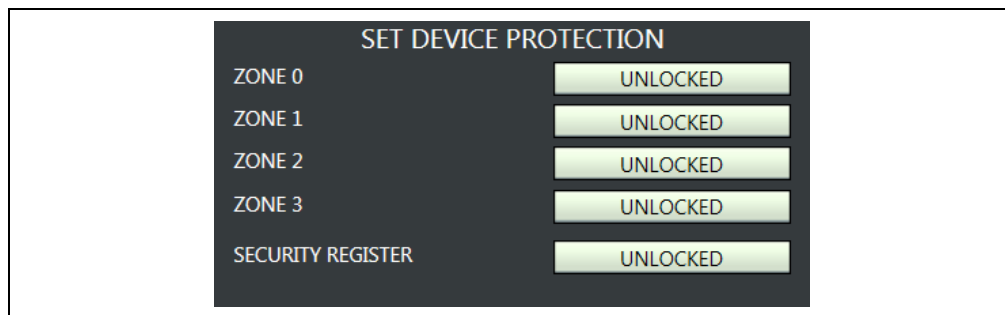 SET DEVICE PROTECTION
ZONE 0 UNLOCKED
ZONE 1 UNLOCKED
ZONE 2 UNLOCKED
ZONE 3 UNLOCKED
SECURITY REGISTER UNLOCKED